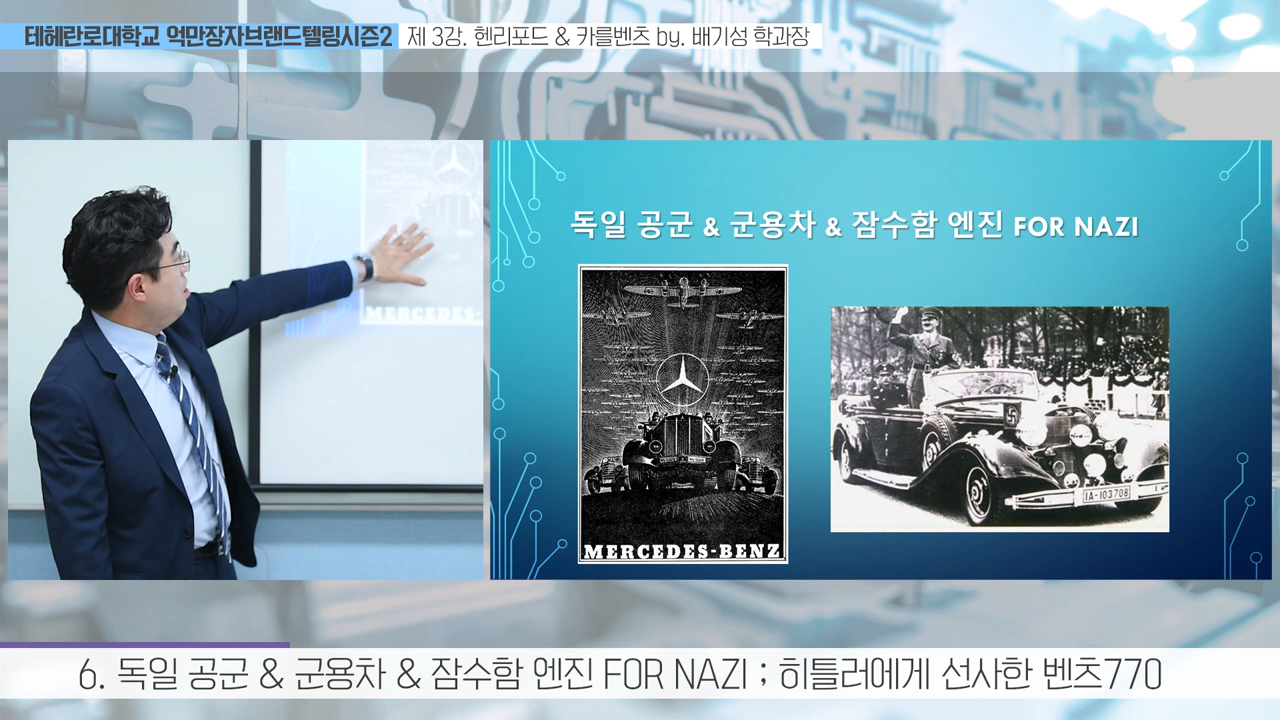 테헤란로대학교 억만장자브랜드텔링시즌2 제 3강. 헨리포드 & 카를벤츠 by. 배기성 학과장
MERCEDES-
독일 공군 & 군용차 & 잠수함 엔진 FOR NAZI
MERCEDES-BENZ
IA-103708
6. 독일 공군 & 군용차 & 잠수함 엔진 FOR NAZI ; 히틀러에게 선사한 벤츠770